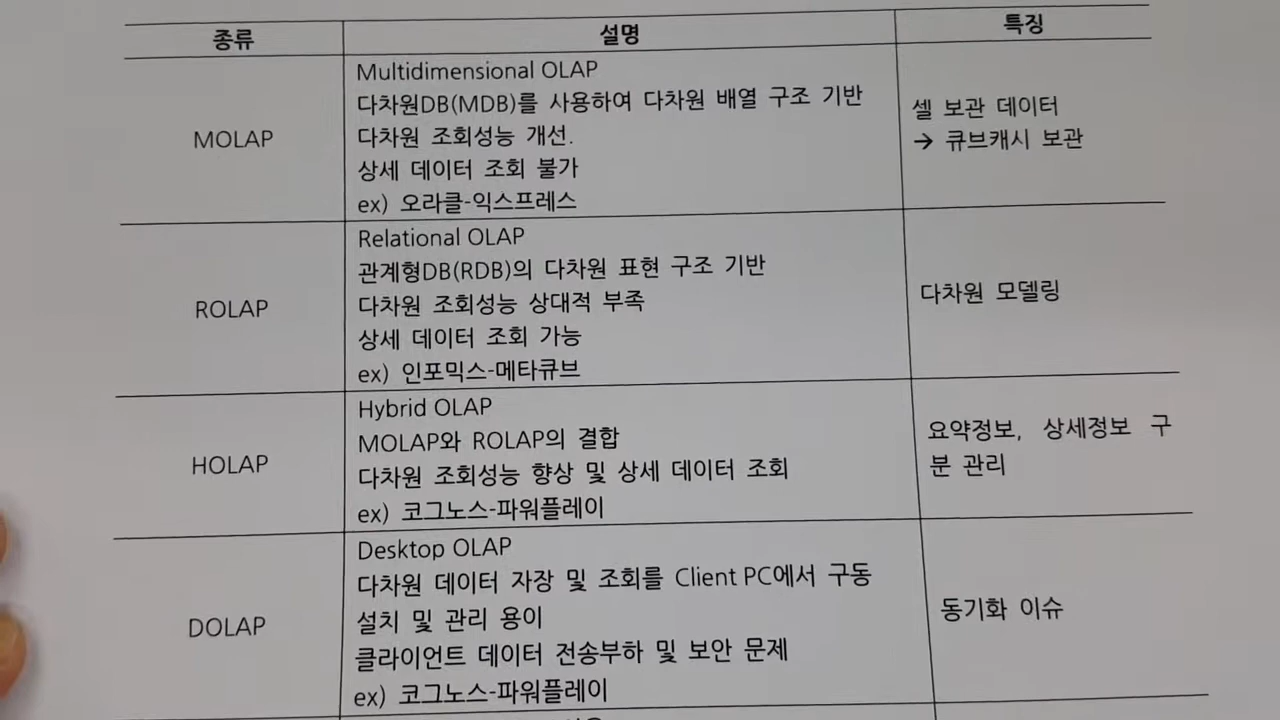 종류 설명 특징
MOLAP
Multidimensional OLAP
다차원DB(MDB)를 사용하여 다차원 배열 구조 기반
다차원 조회성능 개선.
상세 데이터 조회 불가
ex) 오라클-익스프레스
셀 보관 데이터
→ 큐브캐시 보관
ROLAP
Relational OLAP
관계형DB(RDB)의 다차원 표현 구조 기반
다차원 조회성능 상대적 부족
상세 데이터 조회 가능
ex) 인포믹스-메타큐브
다차원 모델링
HOLAP
Hybrid OLAP
MOLAP와 ROLAP의 결합
다차원 조회성능 향상 및 상세 데이터 조회
ex) 코그노스-파워플레이
요약정보, 상세정보 구
분 관리
DOLAP
Desktop OLAP
다차원 데이터 자장 및 조회를 Client PC에서 구동
설치 및 관리 용이
클라이언트 데이터 전송부하 및 보안 문제
ex) 코그노스-파워플레이
동기화 이슈